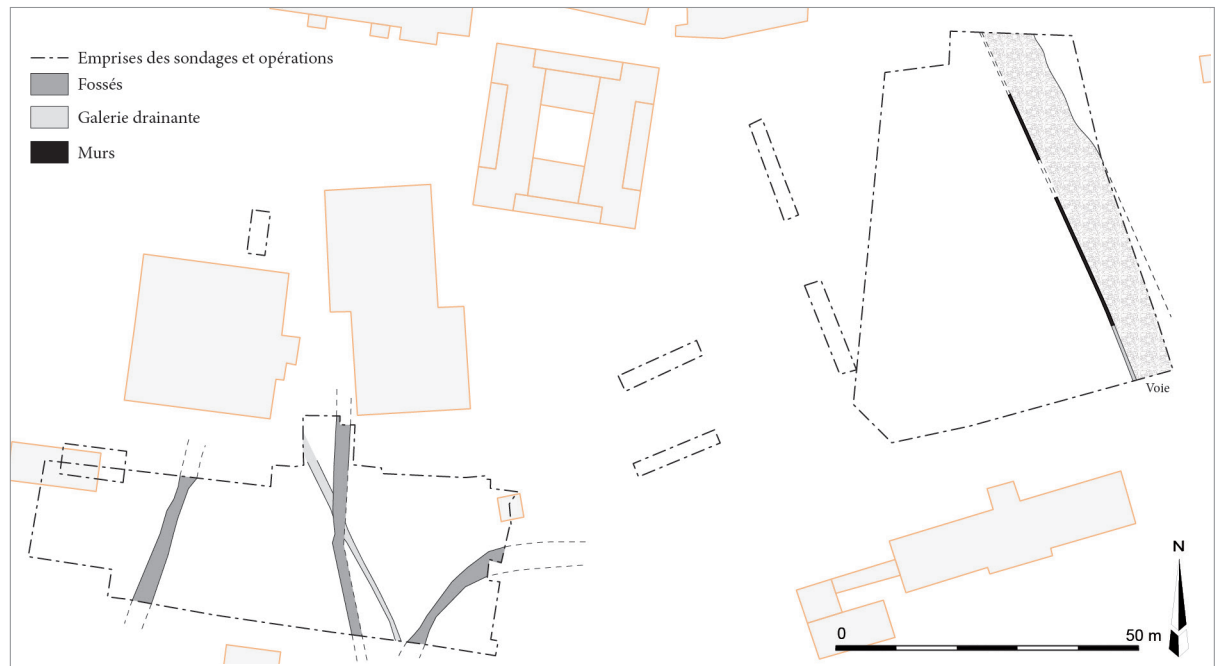 Emprises des sondages et opérations
Fossés
Galerie drainante
Murs
Voie
N
0 50 m